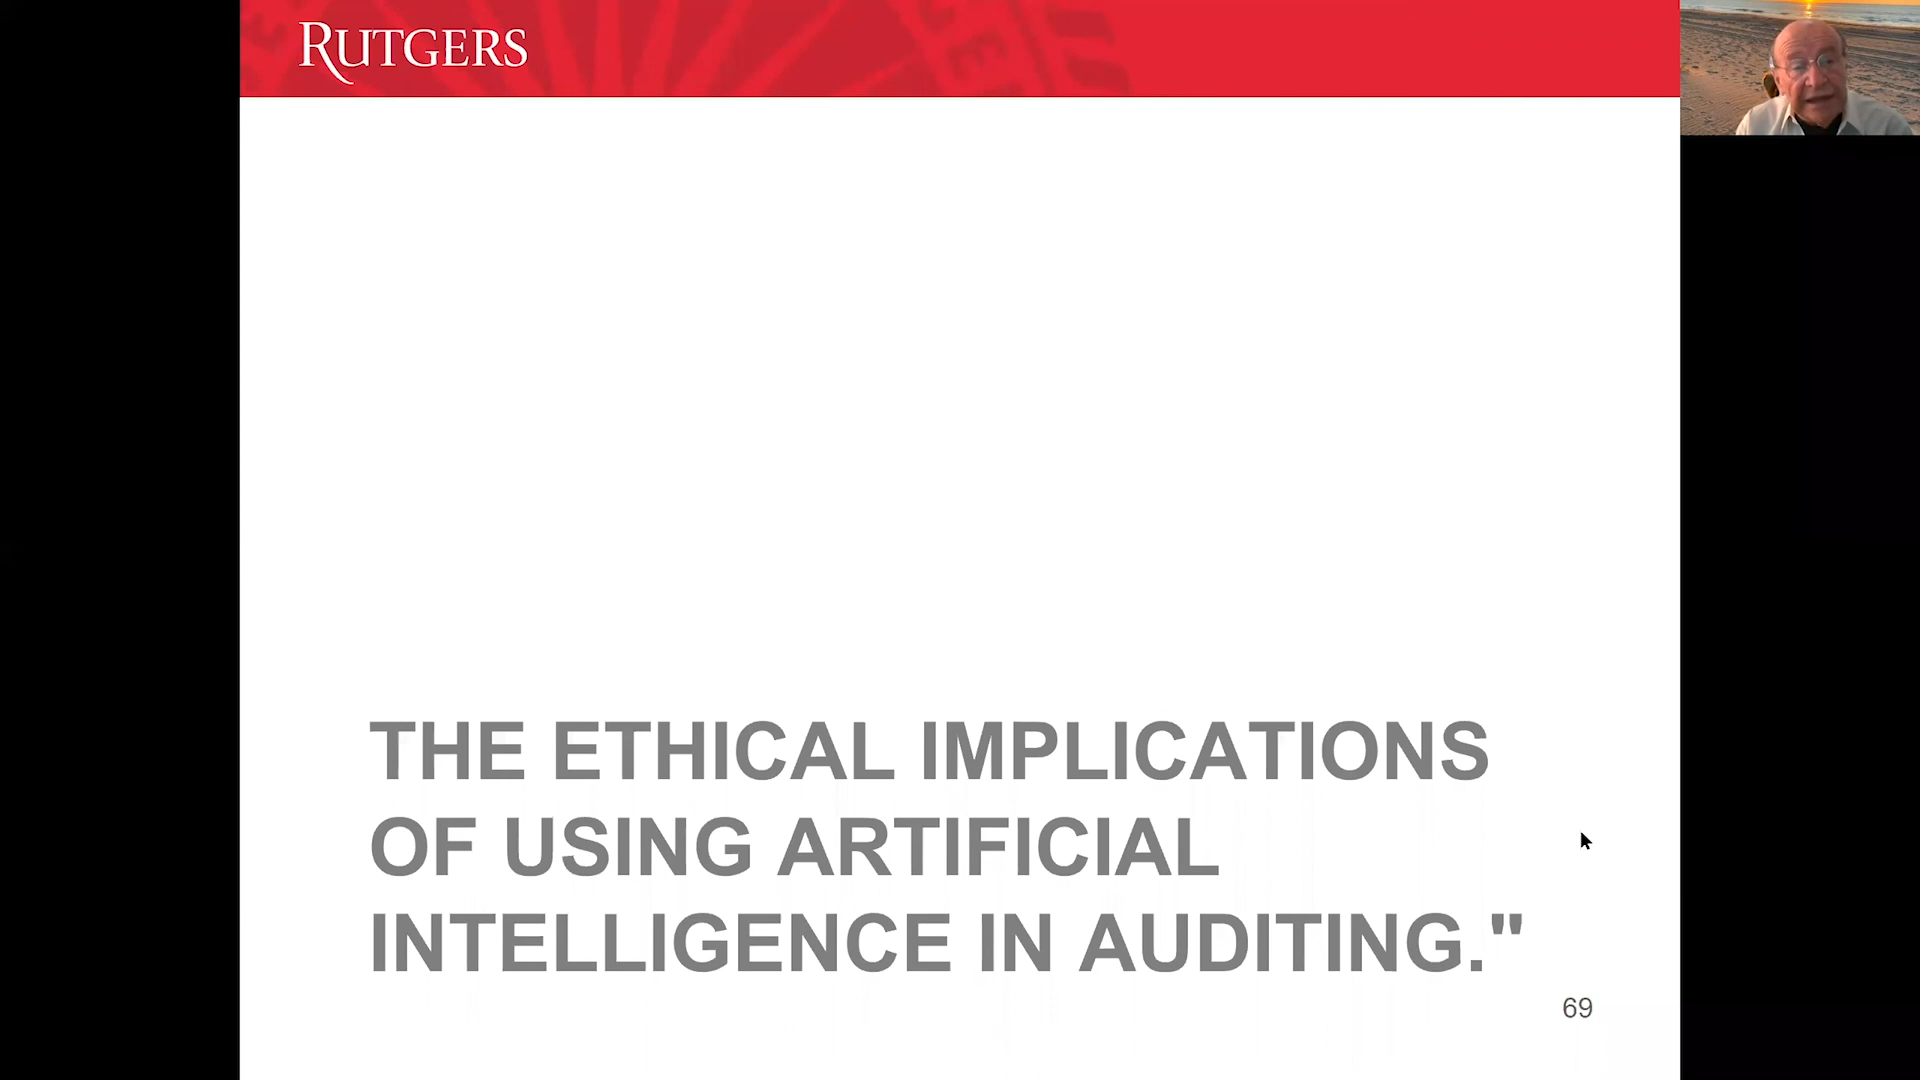 RUTGERS
THE ETHICAL IMPLICATIONS
OF USING ARTIFICIAL
INTELLIGENCE IN AUDITING."
69